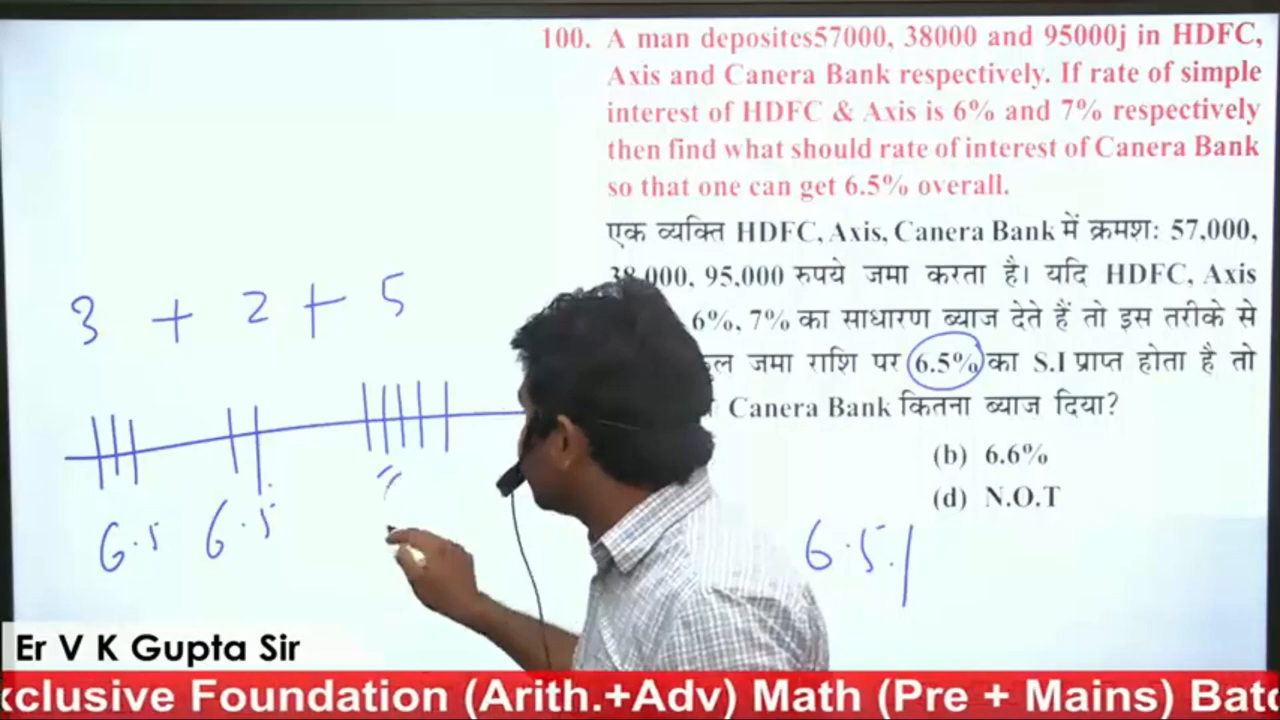 100. A man deposites57000, 38000 and 95000j in HDFC,
Axis and Canera Bank respectively. If rate of simple
interest of HDFC & Axis is 6% and 7% respectively
then find what should rate of interest of Canera Bank
so that one can get 6.5% overall.
एक व्यक्ति HDFC, Axis, Canera Bank में क्रमश: 57,000,
38,000, 95,000 रुपये जमा करता है। यदि HDFC, Axis
6%, 7% का साधारण ब्याज देते हैं तो इस तरीके से
जमा राशि पर 6.5% का S.I प्राप्त होता है तो
Canera Bank कितना ब्याज दिया?
(b) 6.6%
(d) N.O.T
3 + 2 + 5
6.5 6.5
6.5%
Er V K Gupta Sir
xclusive Foundation (Arith.+Adv) Math (Pre + Mains) Batc